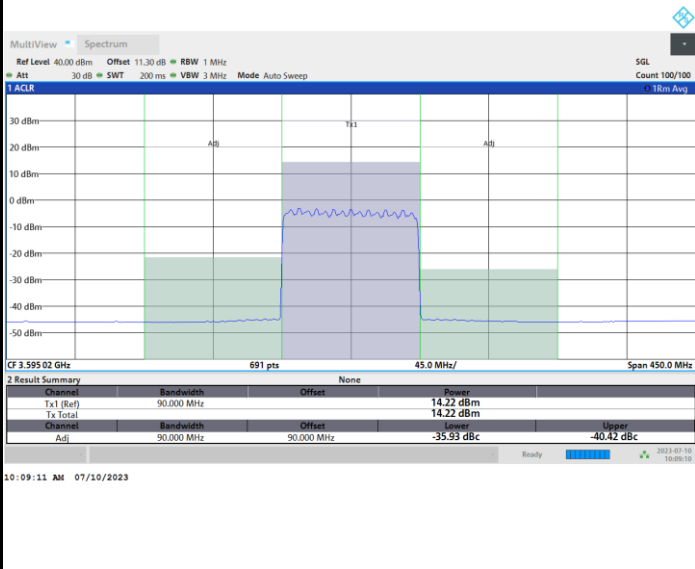 MultiView Spectrum
Ref Level 40.00 dBm Offset 11.30 dB RBW 1 MHz SGL
Att 30 dB SWT 200 ms VBW 3 MHz Mode Auto Sweep Count 100/100
1 ACLR 1Rm Avg
30 dBm
Tx1
20 dBm
Adj Adj
10 dBm
0 dBm
-10 dBm
-20 dBm
-30 dBm
-40 dBm
-50 dBm
CF 3.595 02 GHz 691 pts 45.0 MHz/ Span 450.0 MHz
2 Result Summary None
Channel Bandwidth Offset Power
Tx1 (Ref) 90.000 MHz 14.22 dBm
Tx Total 14.22 dBm
Channel Bandwidth Offset Lower Upper
Adj 90.000 MHz 90.000 MHz -35.93 dBc -40.42 dBc
Ready 2023-07-10
10:09:10
10:09:11 AM 07/10/2023